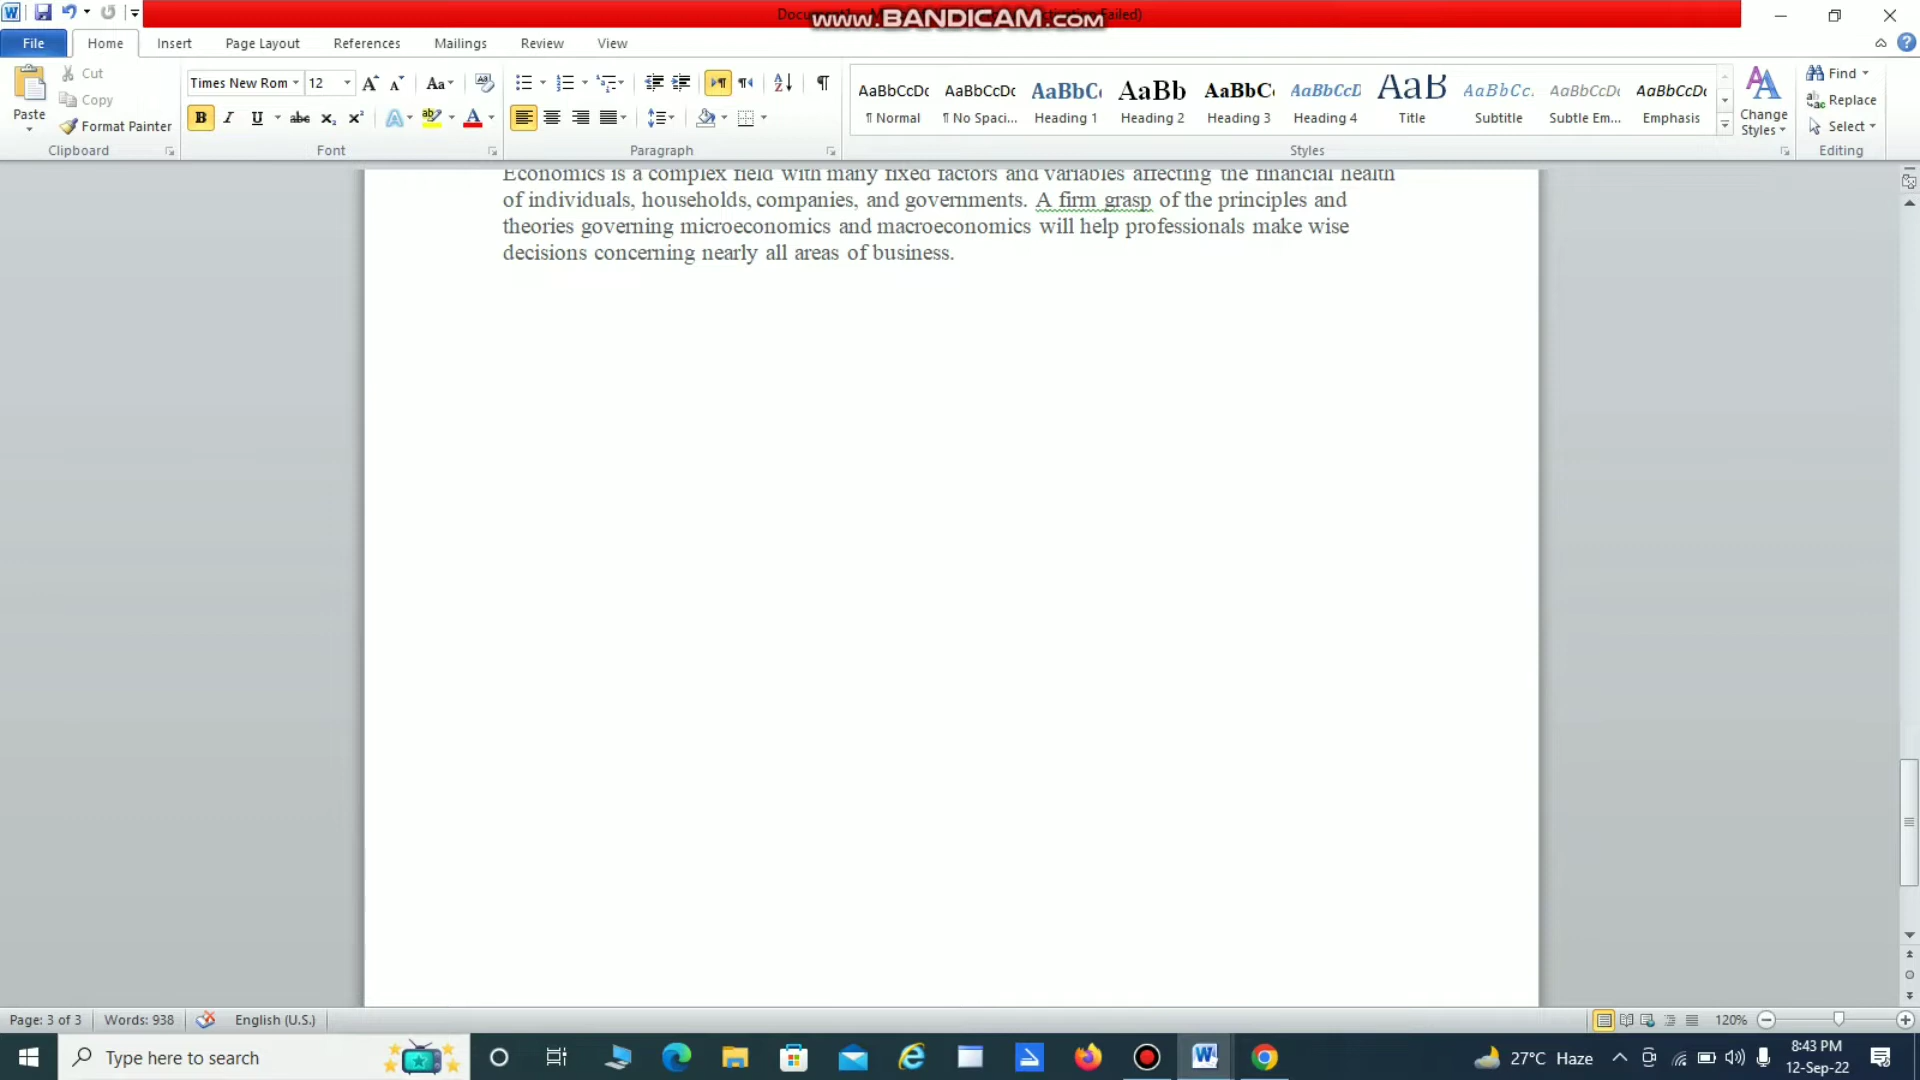 Docu
www.BANDICAM.com
ailed)
File Home Insert Page Layout References Mailings Review View
Cut
Copy
Paste
Format Painter
Clipboard
Times New Rom 12
Font
Paragraph
AaBbCcDc AaBbCcDc AaBbC AaBb AaBbC AaBbCcD AaB AaBbCc. AaBbCcDc AaBbCcDc
¶ Normal ¶ No Spaci... Heading 1 Heading 2 Heading 3 Heading 4 Title Subtitle Subtle Em... Emphasis
Styles
Change
Styles
Find
Replace
Select
Editing
Economics is a complex field with many fixed factors and variables affecting the financial health
of individuals, households, companies, and governments. A firm grasp of the principles and
theories governing microeconomics and macroeconomics will help professionals make wise
decisions concerning nearly all areas of business.
Page: 3 of 3 Words: 938 English (U.S.) 120%
Type here to search
27°C Haze
8:43 PM
12-Sep-22